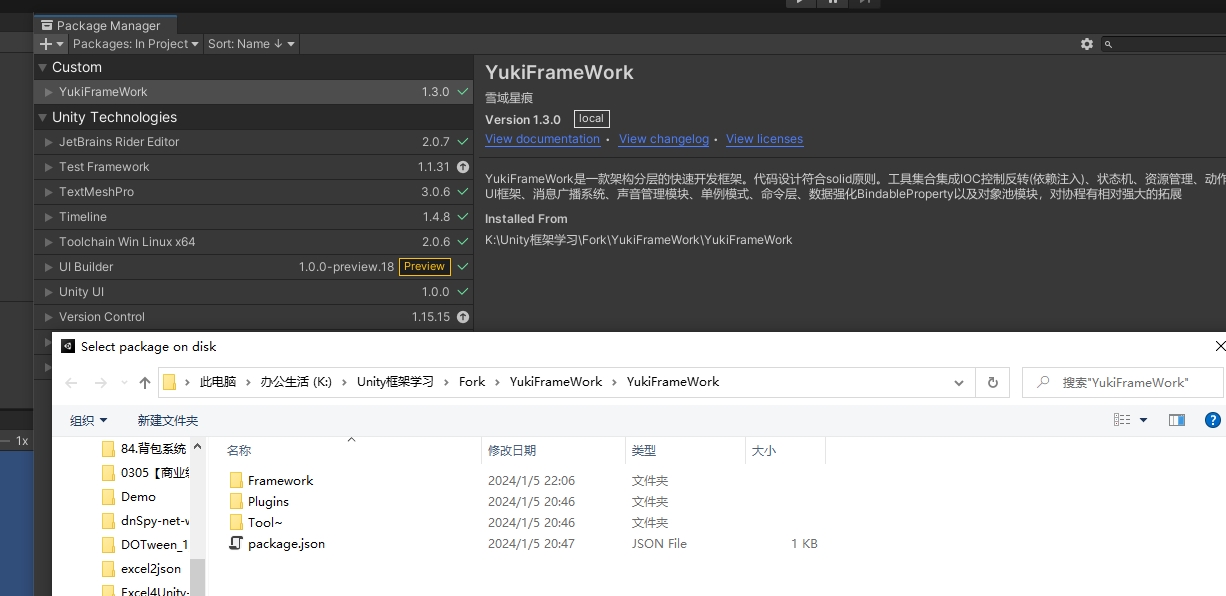 Package Manager
Packages: In Project Sort: Name ↓
Custom
YukiFrameWork 1.3.0
Unity Technologies
JetBrains Rider Editor 2.0.7
Test Framework 1.1.31
TextMeshPro 3.0.6
Timeline 1.4.8
Toolchain Win Linux x64 2.0.6
UI Builder 1.0.0-preview.18 Preview
Unity UI 1.0.0
Version Control 1.15.15
YukiFrameWork
雪域星痕
Version 1.3.0 local
View documentation • View changelog • View licenses
YukiFrameWork是一款架构分层的快速开发框架。代码设计符合solid原则。工具集合集成IOC控制反转(依赖注入)、状态机、资源管理、动作
UI框架、消息广播系统、声音管理模块、单例模式、命令层、数据强化BindableProperty以及对象池模块，对协程有相对强大的拓展
Installed From
K:\Unity框架学习\Fork\YukiFrameWork\YukiFrameWork
1x
Select package on disk
此电脑 › 办公生活 (K:) › Unity框架学习 › Fork › YukiFrameWork › YukiFrameWork
搜索"YukiFrameWork"
组织 新建文件夹
84.背包系统
0305【商业级
Demo
dnSpy-net-w
DOTween_1
excel2json
Excel4Unity-
名称 修改日期 类型 大小
Framework 2024/1/5 22:06 文件夹
Plugins 2024/1/5 20:46 文件夹
Tool~ 2024/1/5 20:46 文件夹
package.json 2024/1/5 20:47 JSON File 1 KB